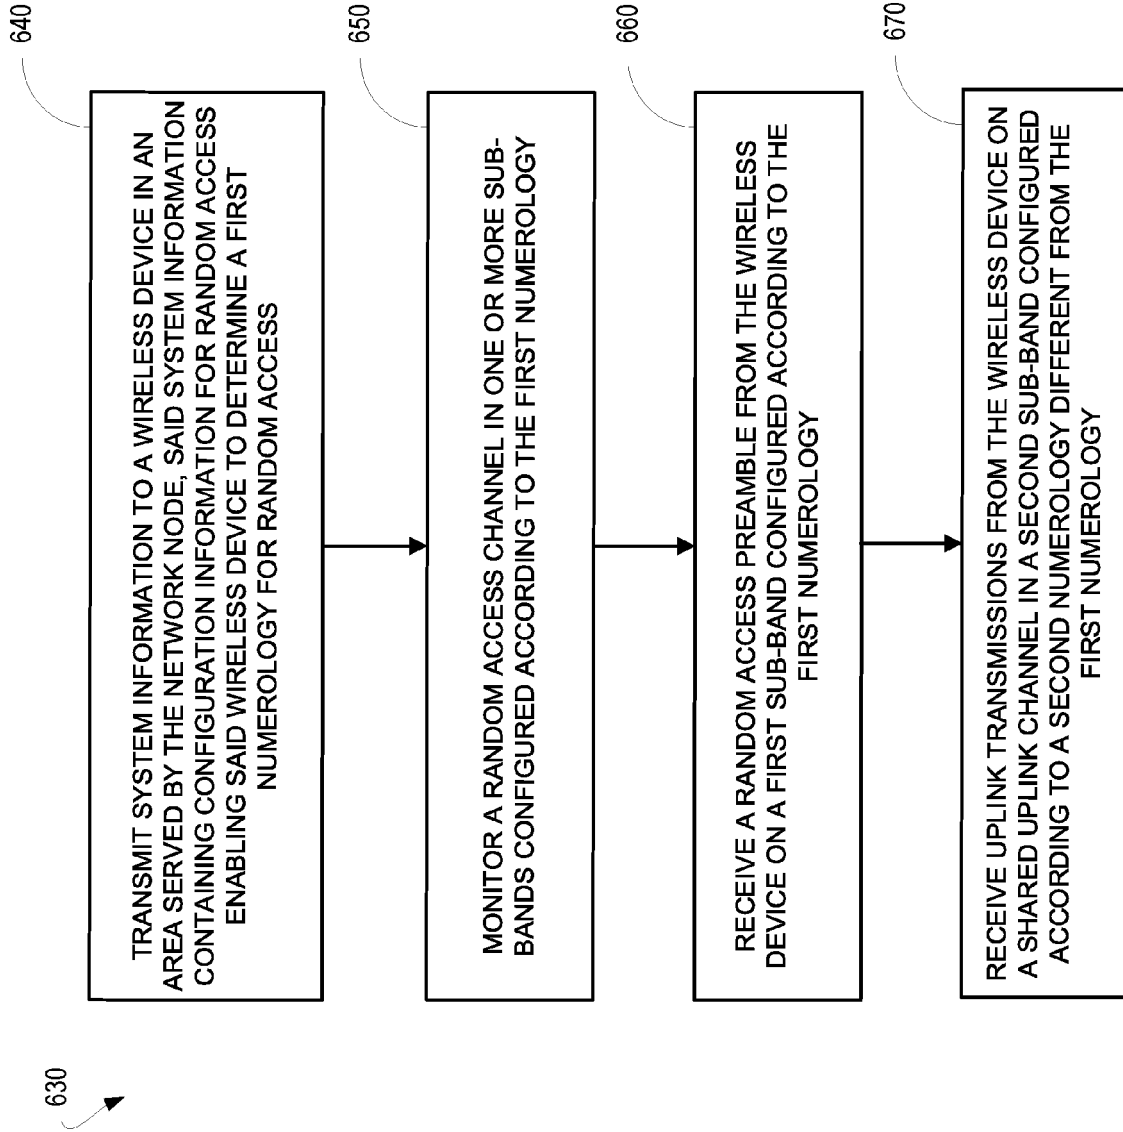 630
640
TRANSMIT SYSTEM INFORMATION TO A WIRELESS DEVICE IN AN
AREA SERVED BY THE NETWORK NODE, SAID SYSTEM INFORMATION
CONTAINING CONFIGURATION INFORMATION FOR RANDOM ACCESS
ENABLING SAID WIRELESS DEVICE TO DETERMINE A FIRST
NUMEROLOGY FOR RANDOM ACCESS
650
MONITOR A RANDOM ACCESS CHANNEL IN ONE OR MORE SUB-
BANDS CONFIGURED ACCORDING TO THE FIRST NUMEROLOGY
660
RECEIVE A RANDOM ACCESS PREAMBLE FROM THE WIRELESS
DEVICE ON A FIRST SUB-BAND CONFIGURED ACCORDING TO THE
FIRST NUMEROLOGY
670
RECEIVE UPLINK TRANSMISSIONS FROM THE WIRELESS DEVICE ON
A SHARED UPLINK CHANNEL IN A SECOND SUB-BAND CONFIGURED
ACCORDING TO A SECOND NUMEROLOGY DIFFERENT FROM THE
FIRST NUMEROLOGY